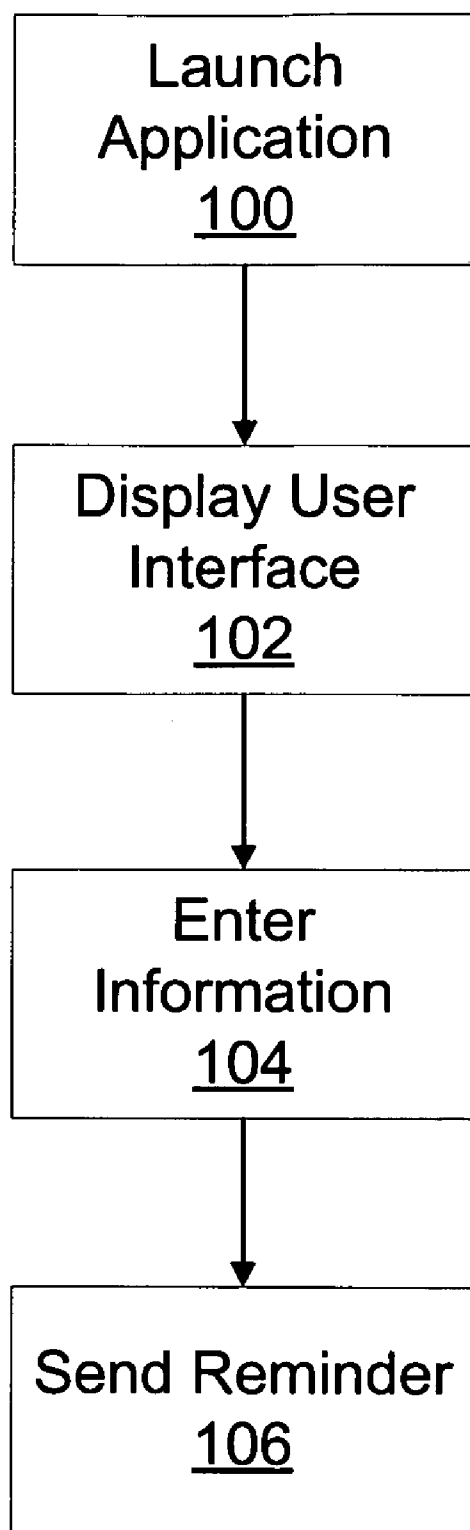 Launch
Application
100
Display User
Interface
102
Enter
Information
104
Send Reminder
106